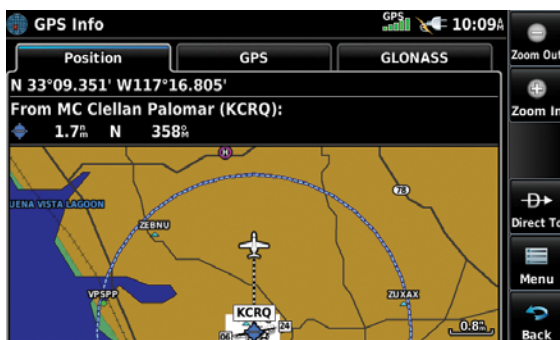 GPS Info
GPS
10:09A
Position
GPS
GLONASS
N 33°09.351' W117°16.805'
From MC Clellan Palomar (KCRQ):
1.7nm N 358°M
Zoom Out
Zoom In
Direct To
Menu
Back
H
78
UENA VISTA LAGOON
ZEBNU
VPSPP
ZUXAX
KCRQ
06
24
0.8nm